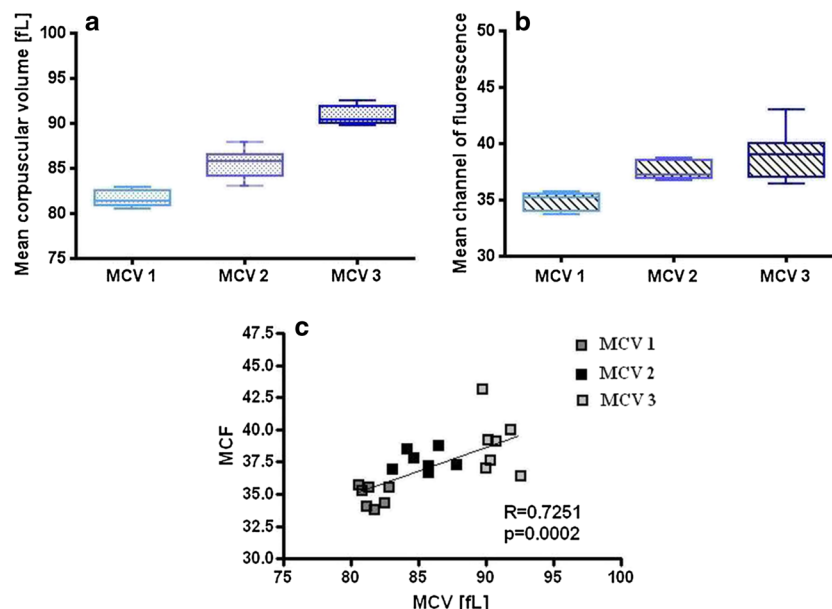 a
Mean corpuscular volume [fL]
100
95
90
85
80
75
MCV 1 MCV 2 MCV 3
b
Mean channel of fluorescence
50
45
40
35
30
MCV 1 MCV 2 MCV 3
c
MCF
47.5
45.0
42.5
40.0
37.5
35.0
32.5
30.0
75 80 85 90 95 100
MCV [fL]
MCV 1
MCV 2
MCV 3
R=0.7251
p=0.0002